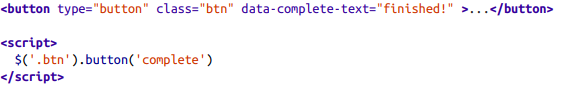 <button type="button" class="btn" data-complete-text="finished!" >...</button>
<script>
$('.btn').button('complete')
</script>